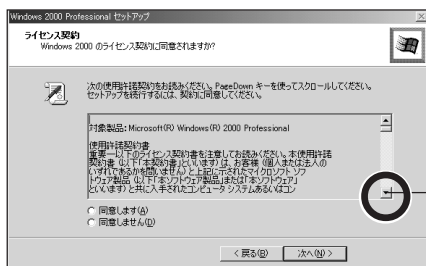 Windows 2000 Professional セットアップ
ライセンス契約
Windows 2000 のライセンス契約に同意されますか?
次の使用許諾契約をお読みください。PageDown キーを使ってスクロールしてください。
セットアップを続行するには、契約に同意してください。
対象製品: Microsoft(R) Windows(R) 2000 Professional
使用許諾契約書
重要－以下のライセンス契約書を注意してお読みください。本使用許諾
契約書 (以下「本契約書」といいます) は、お客様 (個人または法人の
いずれであるかを問いません) と上記に示されたマイクロソフト ソフ
トウェア製品 (以下「本ソフトウェア製品」または「本ソフトウェア」
といいます) と共に入手されたコンピュータ システムあるいはコン
同意します(A)
同意しません(D)
< 戻る(B)
次へ(N) >